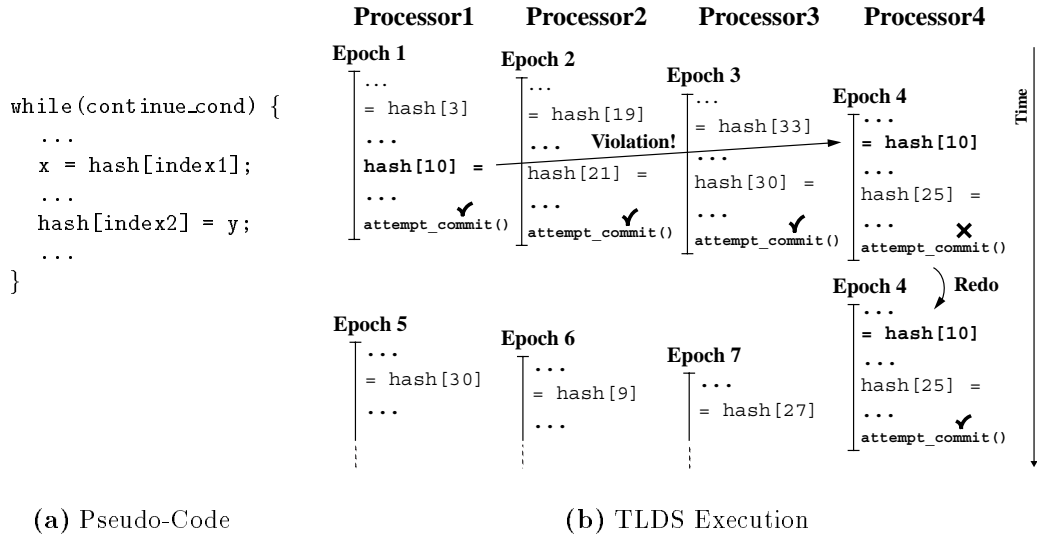 while(continue_cond) {
...
x = hash[index1];
...
hash[index2] = y;
...
}
(a) Pseudo-Code
Processor1
Processor2
Processor3
Processor4
Time
Epoch 1
...
= hash[3]
...
hash[10] =
...
attempt_commit()
Epoch 2
...
= hash[19]
...
hash[21] =
...
attempt_commit()
Violation!
Epoch 3
...
= hash[33]
...
hash[30] =
...
attempt_commit()
Epoch 4
...
= hash[10]
...
hash[25] =
...
attempt_commit()
Redo
Epoch 5
...
= hash[30]
...
Epoch 6
...
= hash[9]
...
Epoch 7
...
= hash[27]
Epoch 4
...
= hash[10]
...
hash[25] =
...
attempt_commit()
(b) TLDS Execution